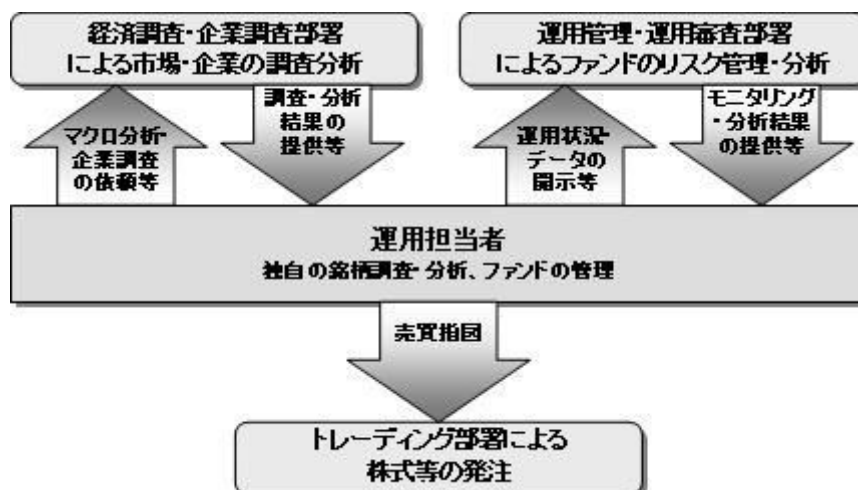 経済調査・企業調査部署
による市場・企業の調査分析
運用管理・運用審査部署
によるファンドのリスク管理・分析
マクロ分析・
企業調査
の依頼等
調査・分析
結果の
提供等
運用状況・
データの
開示等
モニタリング
・分析結果
の提供等
運用担当者
独自の銘柄調査・分析、ファンドの管理
売買指図
トレーディング部署による
株式等の発注